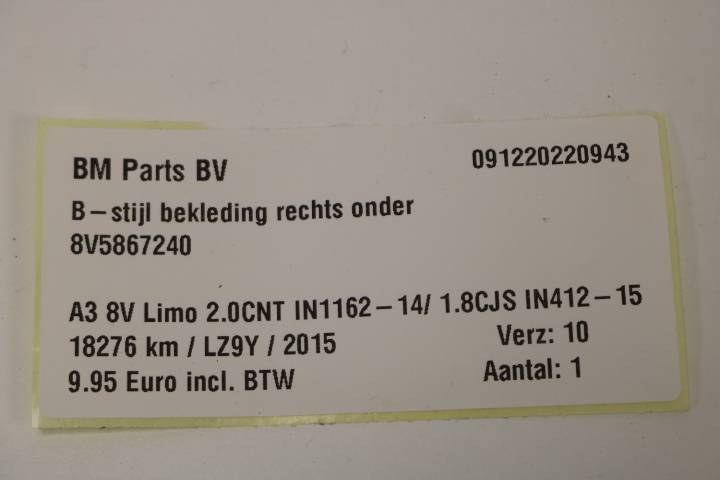 BM Parts BV 091220220943
B-stijl bekleding rechts onder
8V5867240
A3 8V Limo 2.0CNT IN1162-14/ 1.8CJS IN412-15
18276 km / LZ9Y / 2015 Verz: 10
9.95 Euro incl. BTW Aantal: 1